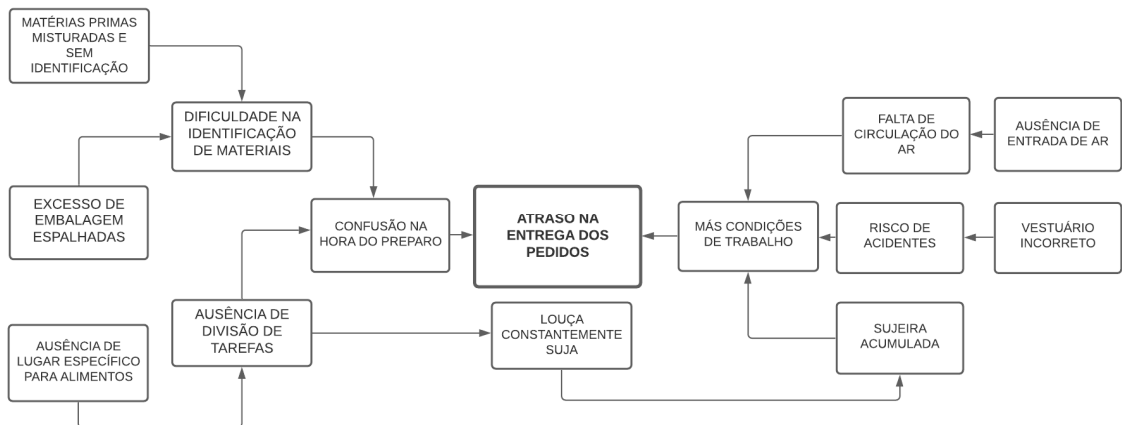 MATÉRIAS PRIMAS
MISTURADAS E
SEM
IDENTIFICAÇÃO
DIFICULDADE NA
IDENTIFICAÇÃO
DE MATERIAIS
EXCESSO DE
EMBALAGEM
ESPALHADAS
CONFUSÃO NA
HORA DO PREPARO
AUSÊNCIA DE
DIVISÃO DE
TAREFAS
AUSÊNCIA DE
LUGAR ESPECÍFICO
PARA ALIMENTOS
ATRASO NA
ENTREGA DOS
PEDIDOS
LOUÇA
CONSTANTEMENTE
SUJA
MÁS CONDIÇÕES
DE TRABALHO
FALTA DE
CIRCULAÇÃO DO
AR
AUSÊNCIA DE
ENTRADA DE AR
RISCO DE
ACIDENTES
VESTUÁRIO
INCORRETO
SUJEIRA
ACUMULADA